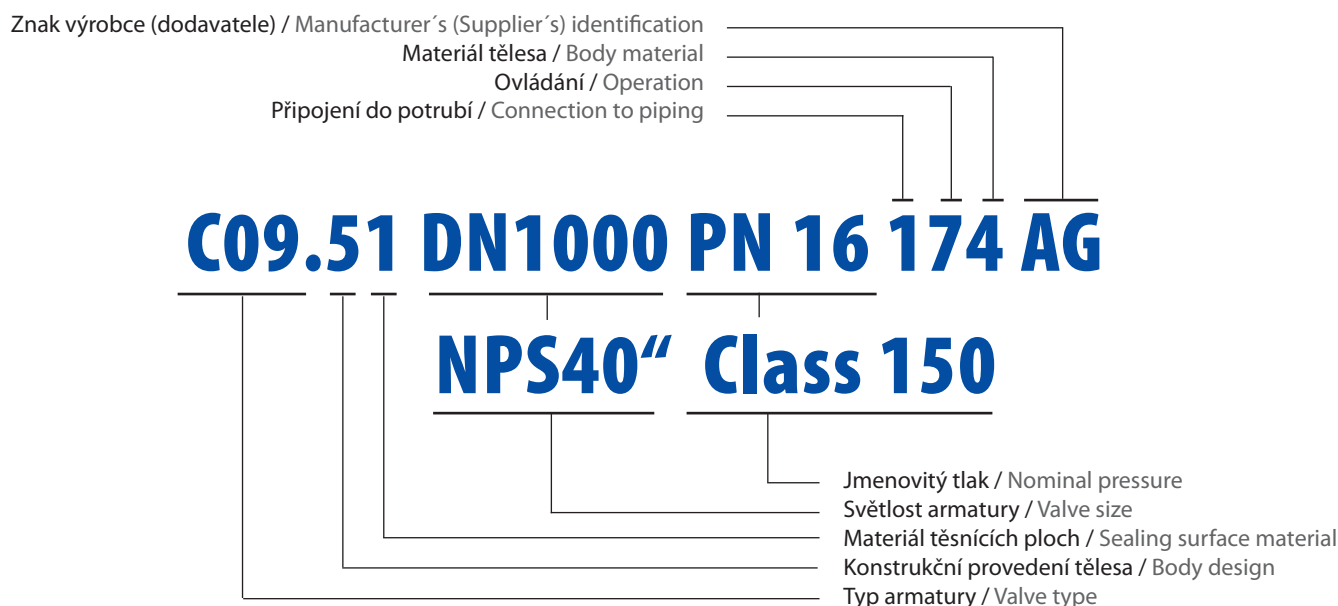 Znak výrobce (dodavatele) / Manufacturer´s (Supplier´s) identification
Materiál tělesa / Body material
Ovládání / Operation
Připojení do potrubí / Connection to piping
C09.51 DN1000 PN 16 174 AG
NPS40“ Class 150
Jmenovitý tlak / Nominal pressure
Světlost armatury / Valve size
Materiál těsnících ploch / Sealing surface material
Konstrukční provedení tělesa / Body design
Typ armatury / Valve type